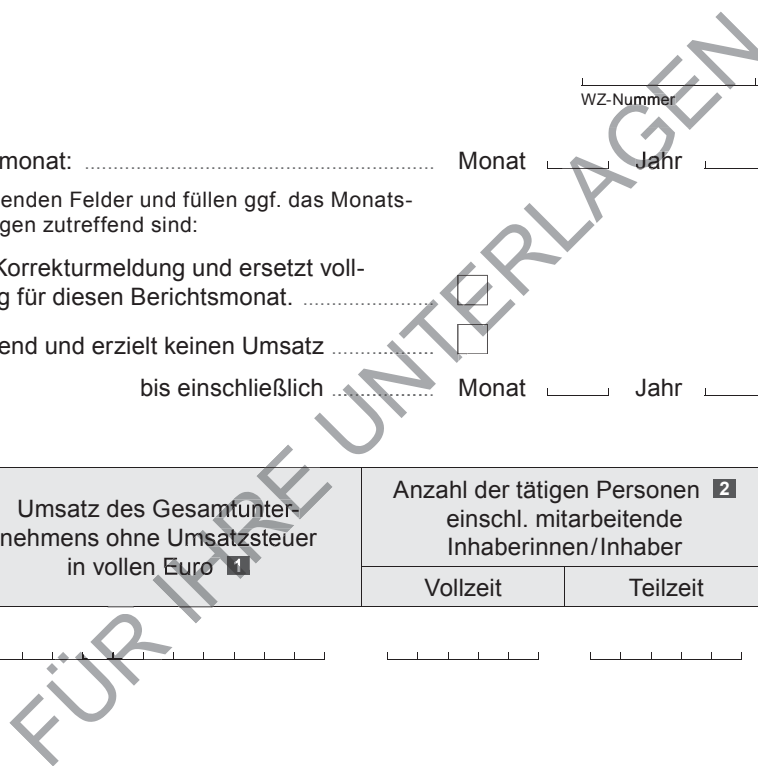 WZ-Nummer
monat: Monat Jahr
enden Felder und füllen ggf. das Monats-
gen zutreffend sind:
Korrekturmeldung und ersetzt voll-
g für diesen Berichtsmonat.
end und erzielt keinen Umsatz
bis einschließlich Monat Jahr
Umsatz des Gesamtunter-
nehmens ohne Umsatzsteuer
in vollen Euro 1
Anzahl der tätigen Personen 2
einschl. mitarbeitende
Inhaberinnen/Inhaber
Vollzeit Teilzeit
FÜR IHRE UNTERLAGEN